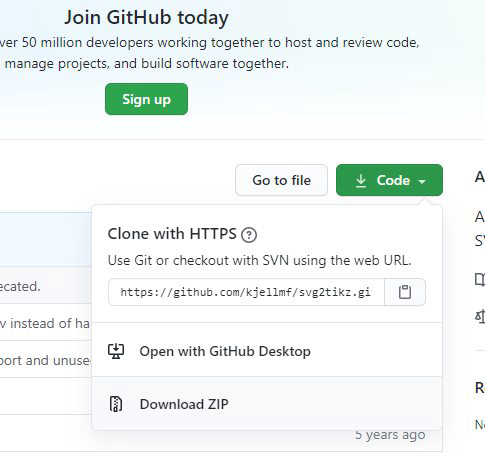 Join GitHub today
ver 50 million developers working together to host and review code,
manage projects, and build software together.
Sign up
Go to file
Code
A
Clone with HTTPS
A
Use Git or checkout with SVN using the web URL.
S
ecated.
https://github.com/kjellmf/svg2tikz.gi
v instead of ha
Open with GitHub Desktop
port and unuse
R
Download ZIP
N
5 years ago